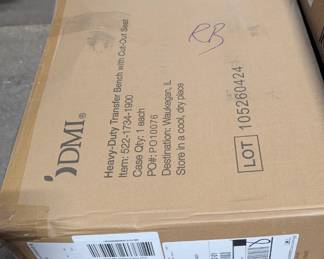 RB
DMI®
Heavy-Duty Transfer Bench with Cut-Out Seat
Item: 522-1734-1900
Case Qty: 1 each
PO#: PO10076
Destination: Waukegan, IL
Store in a cool, dry place
LOT 105260424